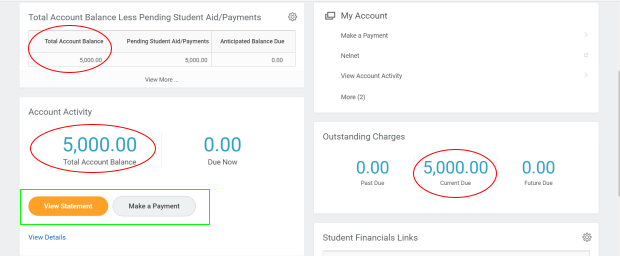 Total Account Balance Less Pending Student Aid/Payments
Total Account Balance Pending Student Aid/Payments Anticipated Balance Due
5,000.00 5,000.00 0.00
View More ...
Account Activity
5,000.00 0.00
Total Account Balance Due Now
View Statement Make a Payment
View Details
My Account
Make a Payment
Nelnet
View Account Activity
More (2)
Outstanding Charges
0.00 5,000.00 0.00
Past Due Current Due Future Due
Student Financials Links